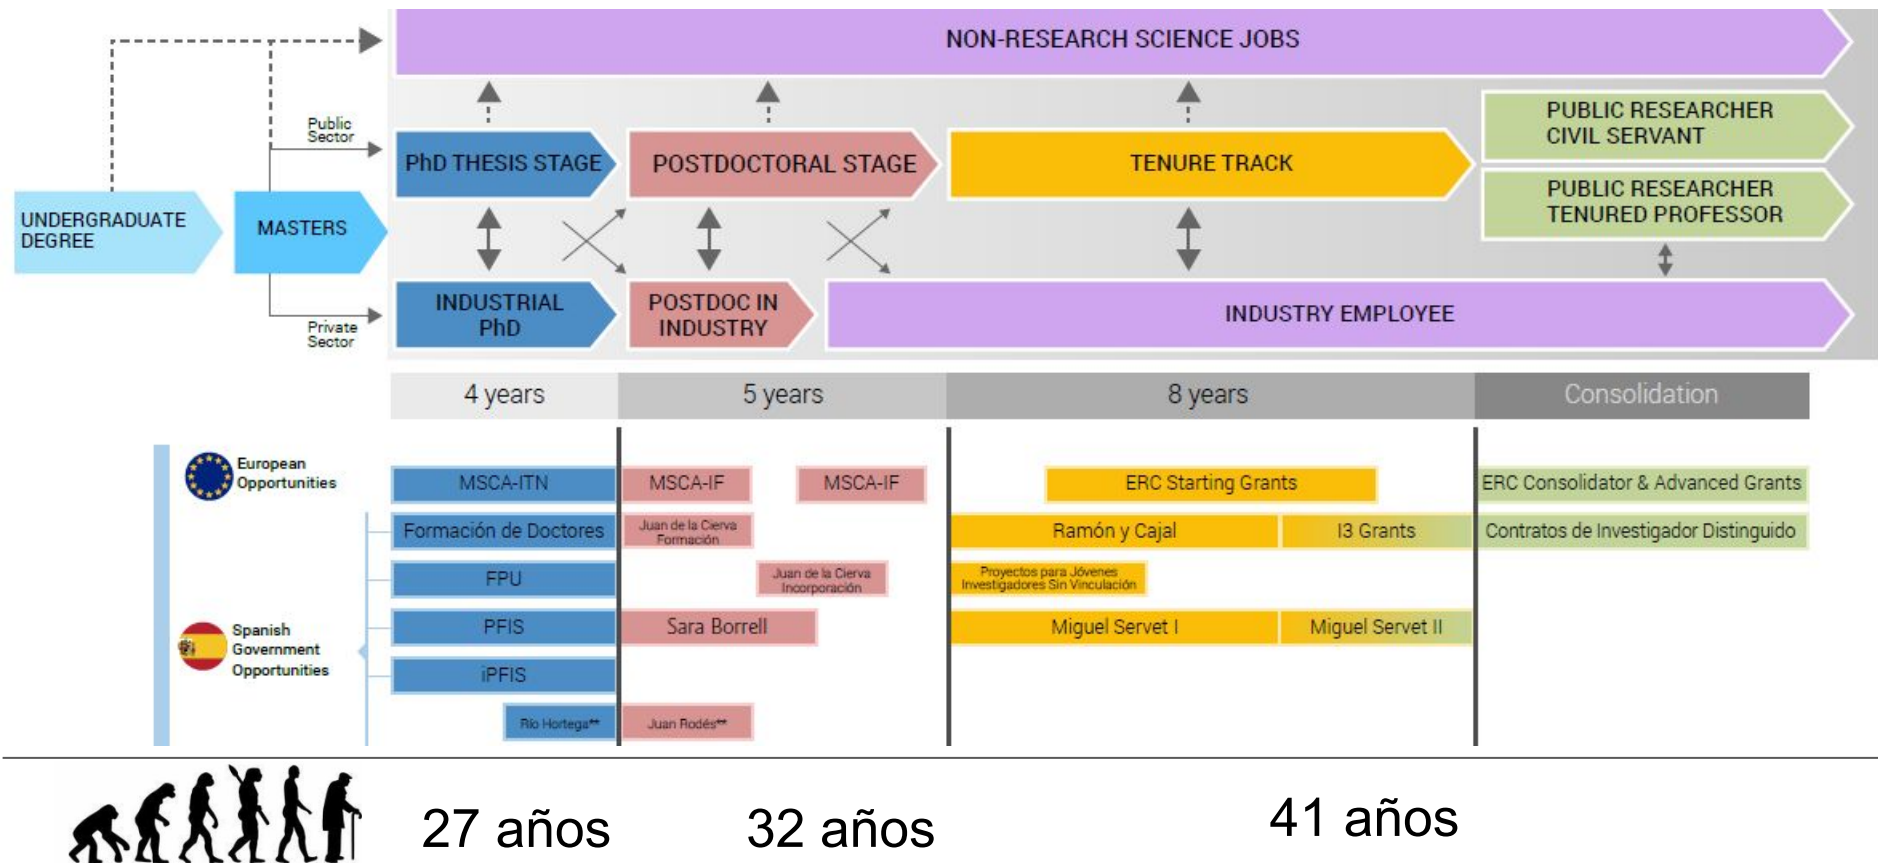 NON-RESEARCH SCIENCE JOBS
Public
Sector
PhD THESIS STAGE
POSTDOCTORAL STAGE
TENURE TRACK
PUBLIC RESEARCHER
CIVIL SERVANT
PUBLIC RESEARCHER
TENURED PROFESSOR
UNDERGRADUATE
DEGREE
MASTERS
Private
Sector
INDUSTRIAL
PhD
POSTDOC IN
INDUSTRY
INDUSTRY EMPLOYEE
4 years
5 years
8 years
Consolidation
European
Opportunities
MSCA-ITN
MSCA-IF
MSCA-IF
ERC Starting Grants
ERC Consolidator & Advanced Grants
Formación de Doctores
Juan de la Cierva
Formación
Ramón y Cajal
I3 Grants
Contratos de Investigador Distinguido
FPU
Juan de la Cierva
Incorporación
Proyectos para Jóvenes
Investigadores Sin Vinculación
Spanish
Government
Opportunities
PFIS
Sara Borrell
Miguel Servet I
Miguel Servet II
iPFIS
Río Hortega**
Juan Rodés**
27 años
32 años
41 años